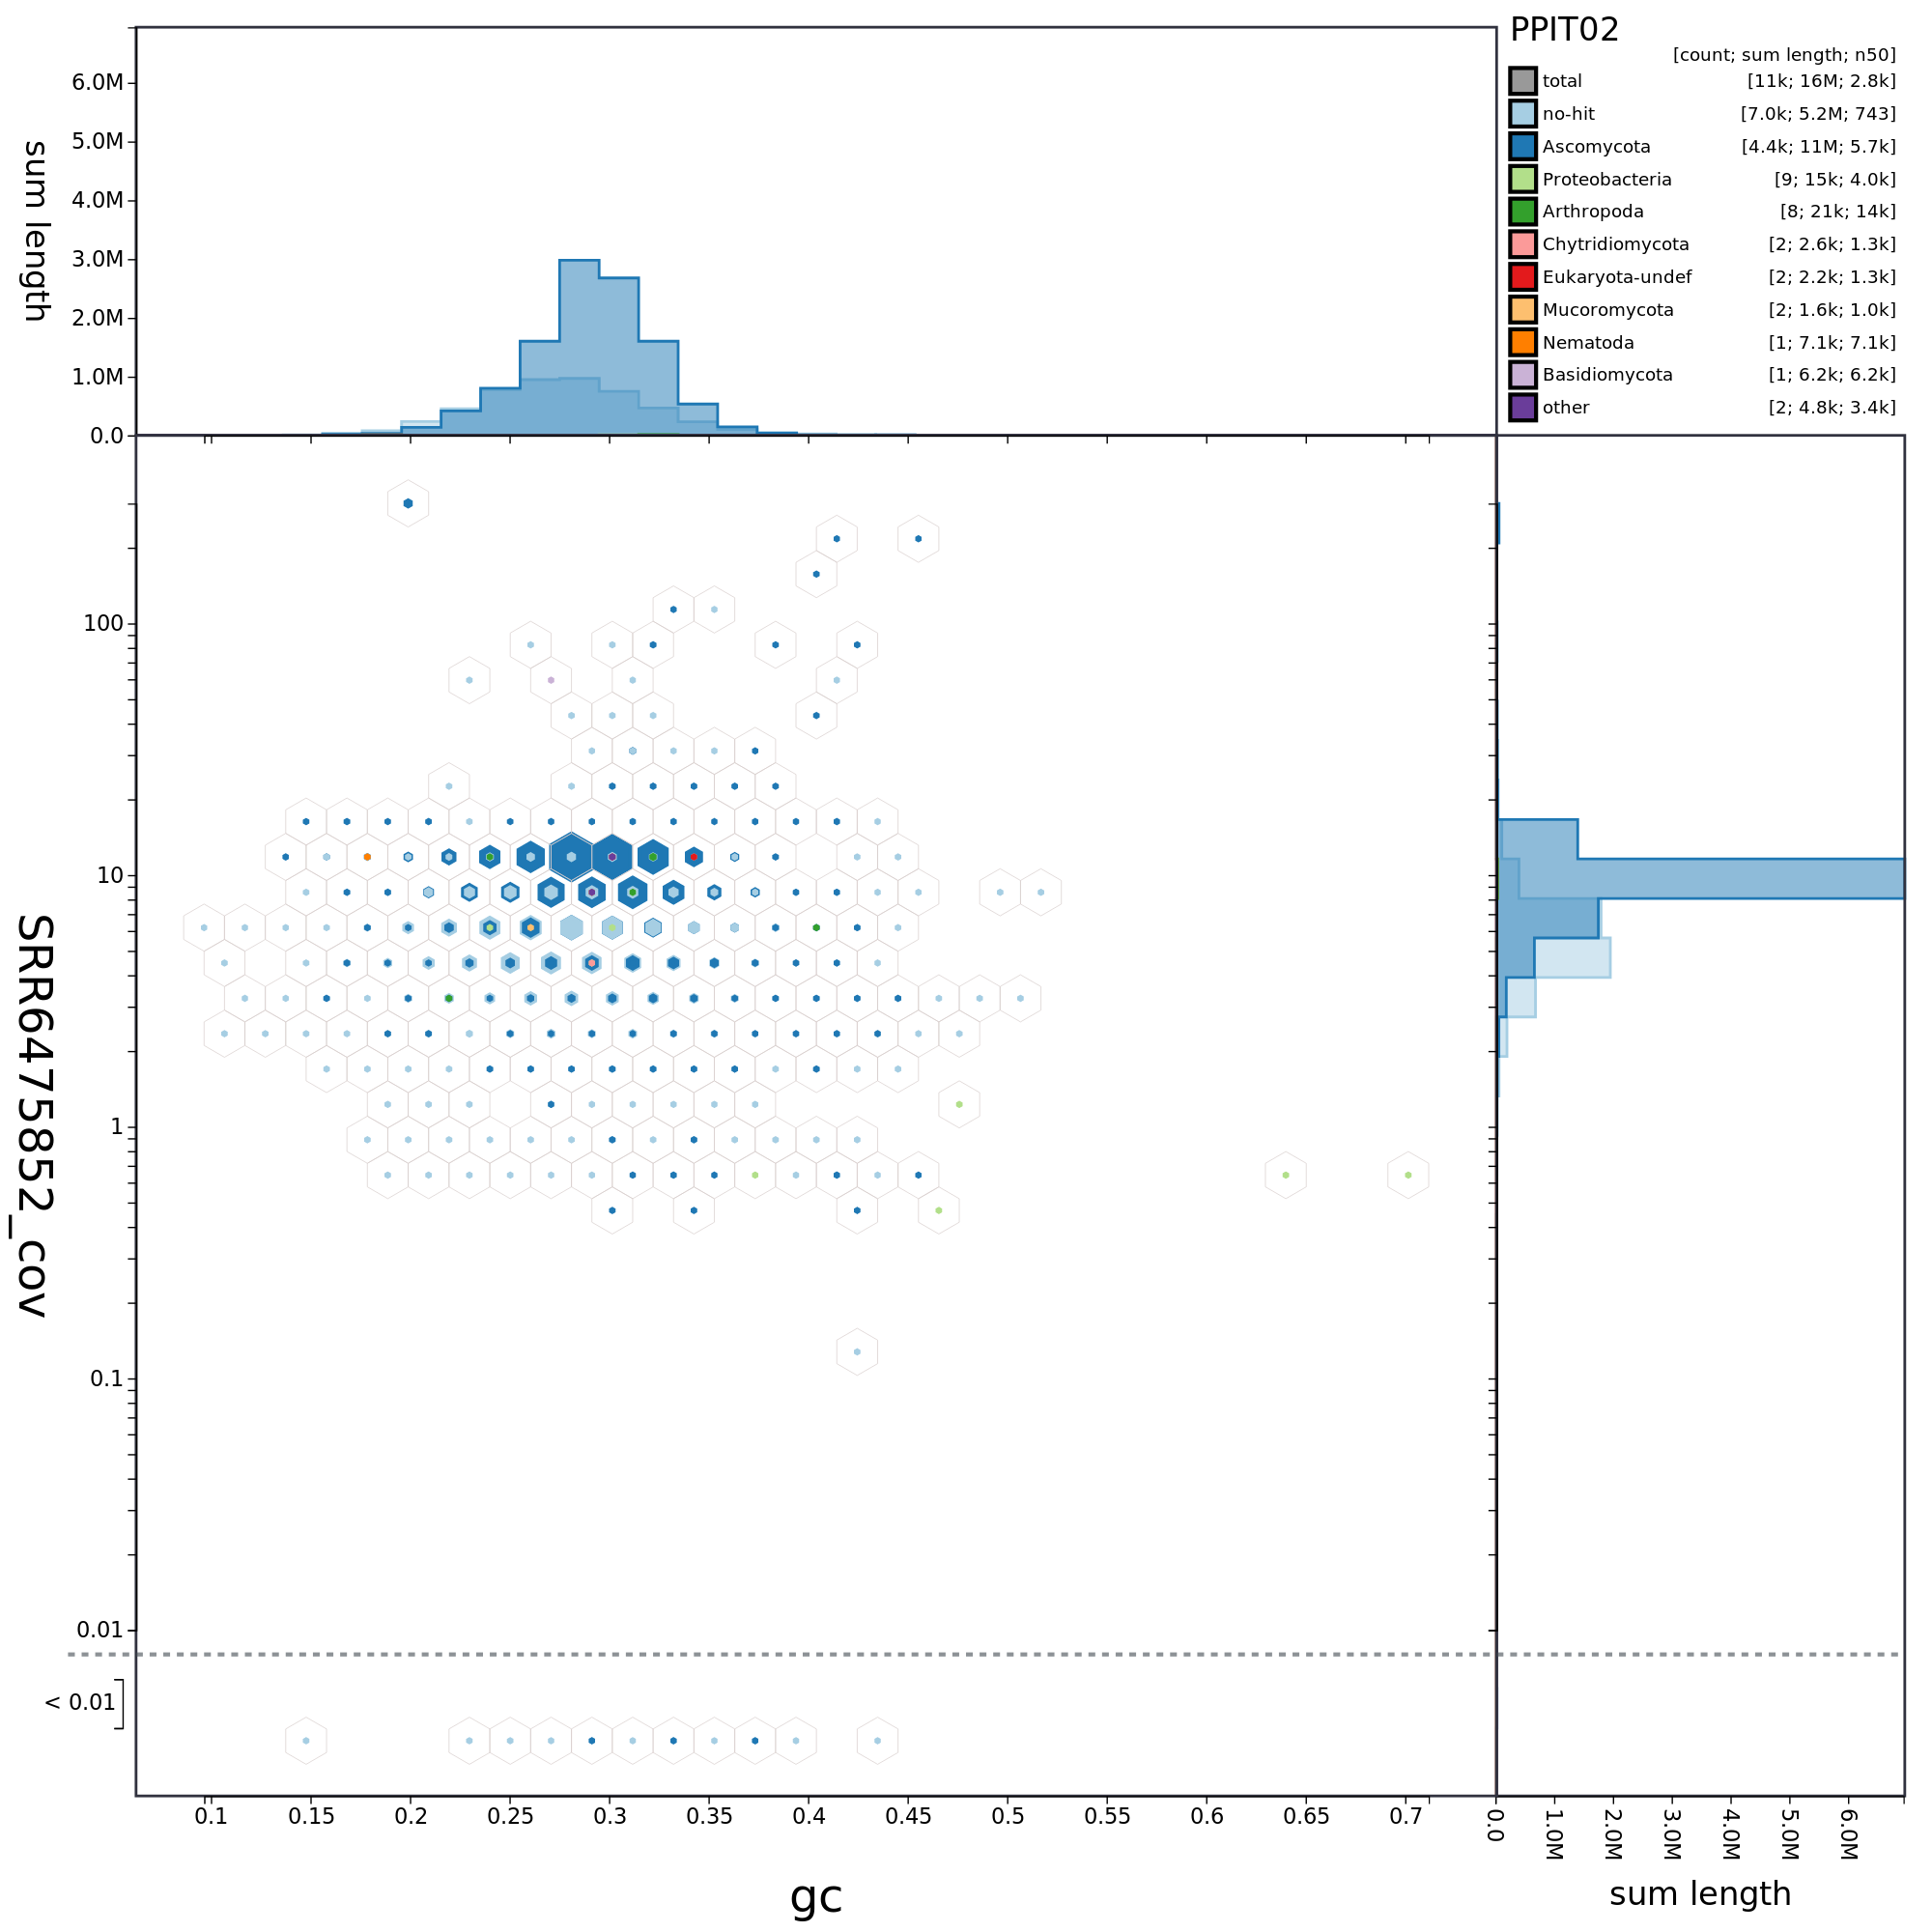 PPIT02
[count; sum length; n50]
total [11k; 16M; 2.8k]
no-hit [7.0k; 5.2M; 743]
Ascomycota [4.4k; 11M; 5.7k]
Proteobacteria [9; 15k; 4.0k]
Arthropoda [8; 21k; 14k]
Chytridiomycota [2; 2.6k; 1.3k]
Eukaryota-undef [2; 2.2k; 1.3k]
Mucoromycota [2; 1.6k; 1.0k]
Nematoda [1; 7.1k; 7.1k]
Basidiomycota [1; 6.2k; 6.2k]
other [2; 4.8k; 3.4k]
sum length
6.0M
5.0M
4.0M
3.0M
2.0M
1.0M
0.0
SRR6475852_cov
100
10
1
0.1
0.01
< 0.01
0.1 0.15 0.2 0.25 0.3 0.35 0.4 0.45 0.5 0.55 0.6 0.65 0.7
gc
0.0 1.0M 2.0M 3.0M 4.0M 5.0M 6.0M
sum length